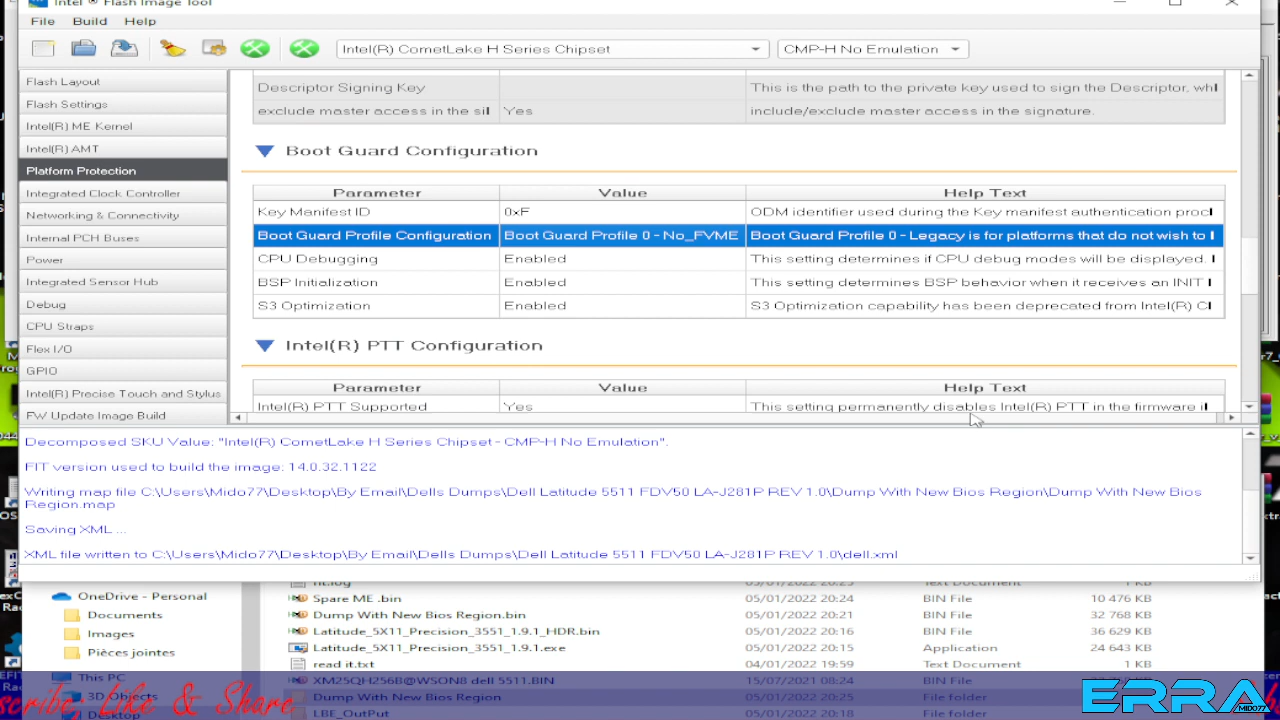 Intel ® Flash Image Tool
File Build Help
Intel(R) CometLake H Series Chipset CMP-H No Emulation
Flash Layout
Flash Settings
Intel(R) ME Kernel
Intel(R) AMT
Platform Protection
Integrated Clock Controller
Networking & Connectivity
Internal PCH Buses
Power
Integrated Sensor Hub
Debug
CPU Straps
Flex I/O
GPIO
Intel(R) Precise Touch and Stylus
FW Update Image Build
Descriptor Signing Key This is the path to the private key used to sign the Descriptor, whi
exclude master access in the sil Yes include/exclude master access in the signature.
Boot Guard Configuration
Parameter Value Help Text
Key Manifest ID 0xF ODM identifier used during the Key manifest authentication proc
Boot Guard Profile Configuration Boot Guard Profile 0 - No_FVME Boot Guard Profile 0 - Legacy is for platforms that do not wish to
CPU Debugging Enabled This setting determines if CPU debug modes will be displayed.
BSP Initialization Enabled This setting determines BSP behavior when it receives an INIT
S3 Optimization Enabled S3 Optimization capability has been deprecated from Intel(R) C
Intel(R) PTT Configuration
Parameter Value Help Text
Intel(R) PTT Supported Yes This setting permanently disables Intel(R) PTT in the firmware i
Decomposed SKU Value: "Intel(R) CometLake H Series Chipset - CMP-H No Emulation".
FIT version used to build the image: 14.0.32.1122
Writing map file C:\Users\Mido77\Desktop\By Email\Dells Dumps\Dell Latitude 5511 FDV50 LA-J281P REV 1.0\Dump With New Bios Region\Dump With New Bios
Region.map
Saving XML ...
XML file written to C:\Users\Mido77\Desktop\By Email\Dells Dumps\Dell Latitude 5511 FDV50 LA-J281P REV 1.0\dell.xml
OneDrive - Personal
Documents
Images
Pièces jointes
This PC
3D Objects
Desktop
fit.log 05/01/2022 20:25 Text Document 1 KB
Spare ME .bin 05/01/2022 20:24 BIN File 10 476 KB
Dump With New Bios Region.bin 05/01/2022 20:21 BIN File 32 768 KB
Latitude_5X11_Precision_3551_1.9.1_HDR.bin 05/01/2022 20:16 BIN File 36 629 KB
Latitude_5X11_Precision_3551_1.9.1.exe 05/01/2022 20:15 Application 24 643 KB
read it.txt 04/01/2022 19:59 Text Document 1 KB
XM25QH256B@WSON8 dell 5511.BIN 15/07/2021 08:24 BIN File 32 768 KB
Dump With New Bios Region 05/01/2022 20:25 File folder
LBE_OutPut 05/01/2022 20:18 File folder
scribe, Like & Share
ERRA
MIDO77